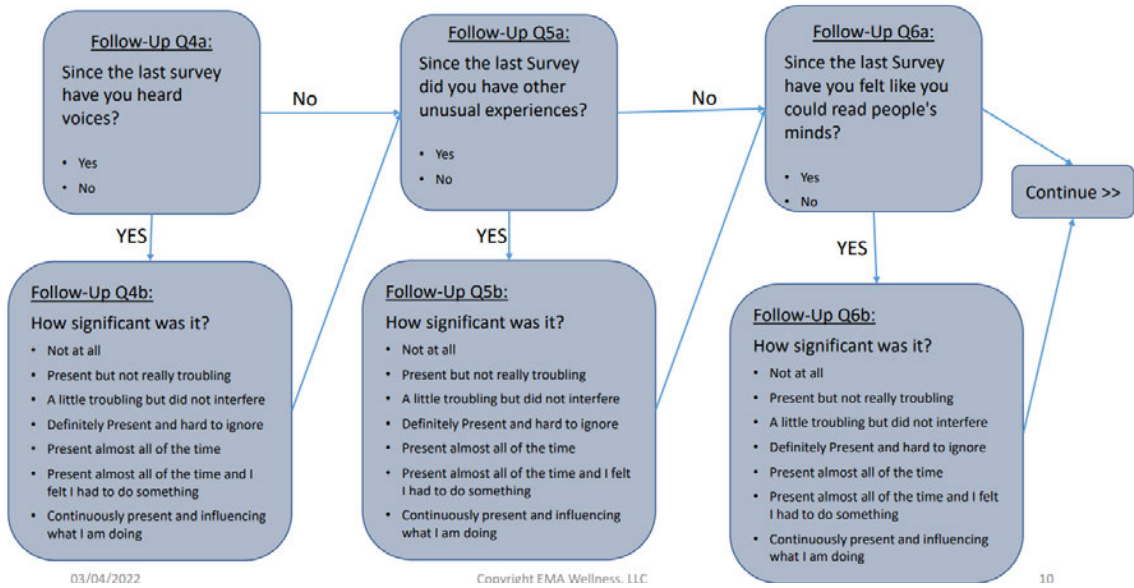 Follow-Up Q4a:
Since the last survey
have you heard
voices?
• Yes
• No
No
YES
Follow-Up Q4b:
How significant was it?
• Not at all
• Present but not really troubling
• A little troubling but did not interfere
• Definitely Present and hard to ignore
• Present almost all of the time
• Present almost all of the time and I
felt I had to do something
• Continuously present and influencing
what I am doing
Follow-Up Q5a:
Since the last Survey
did you have other
unusual experiences?
• Yes
• No
No
YES
Follow-Up Q5b:
How significant was it?
• Not at all
• Present but not really troubling
• A little troubling but did not interfere
• Definitely Present and hard to ignore
• Present almost all of the time
• Present almost all of the time and I felt
I had to do something
• Continuously present and influencing
what I am doing
Follow-Up Q6a:
Since the last Survey
have you felt like you
could read people's
minds?
• Yes
• No
YES
Follow-Up Q6b:
How significant was it?
• Not at all
• Present but not really troubling
• A little troubling but did not interfere
• Definitely Present and hard to ignore
• Present almost all of the time
• Present almost all of the time and I felt
I had to do something
• Continuously present and influencing
what I am doing
Continue >>
03/04/2022
Copyright EMA Wellness, LLC
10